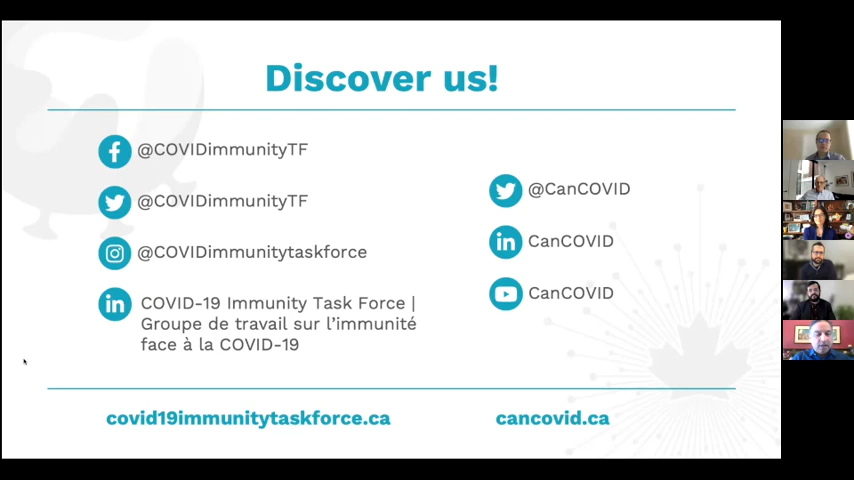 Discover us!
@COVIDimmunityTF
@COVIDimmunityTF
@COVIDimmunitytaskforce
COVID-19 Immunity Task Force |
Groupe de travail sur l’immunité
face à la COVID-19
@CanCOVID
CanCOVID
CanCOVID
covid19immunitytaskforce.ca
cancovid.ca